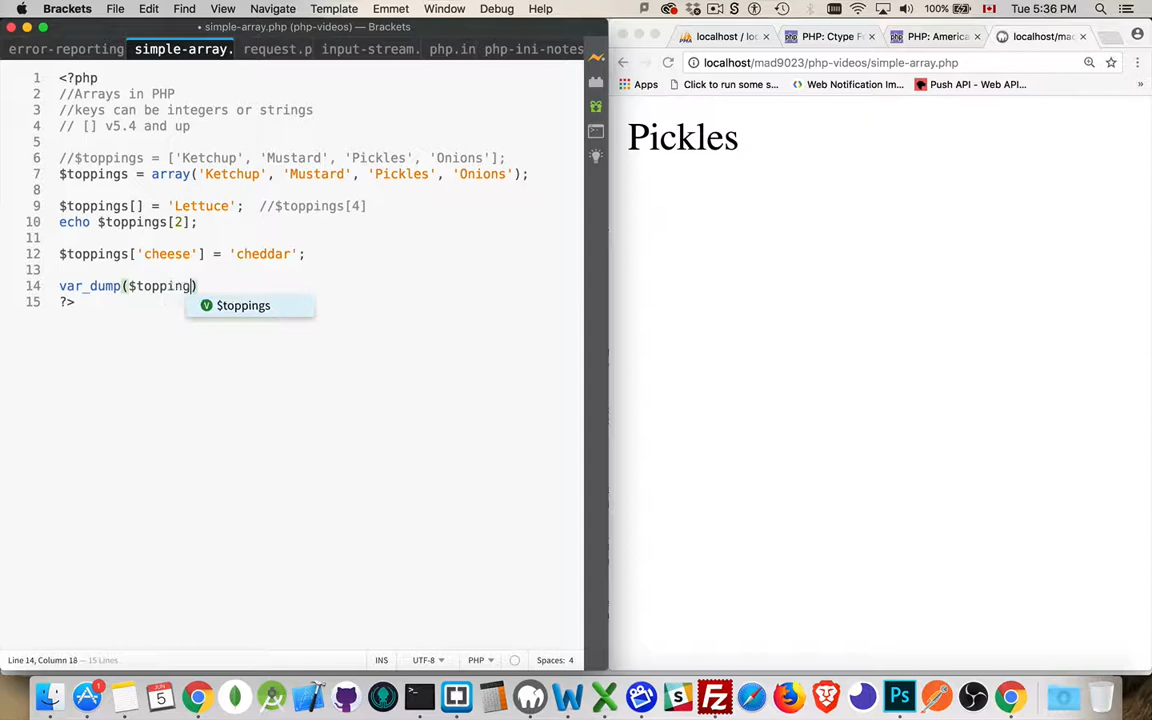 Brackets File Edit Find View Navigate Template Emmet Window Debug Help 100% Tue 5:36 PM
• simple-array.php (php-videos) — Brackets
error-reporting simple-array. request.p input-stream. php.in php-ini-notes
localhost / loc PHP: Ctype Fu PHP: America localhost/mad
localhost/mad9023/php-videos/simple-array.php
Apps Click to run some s... Web Notification Im... Push API - Web API... »
1 <?php
2 //Arrays in PHP
3 //keys can be integers or strings
4 // [] v5.4 and up
5
6 //$toppings = ['Ketchup', 'Mustard', 'Pickles', 'Onions'];
7 $toppings = array('Ketchup', 'Mustard', 'Pickles', 'Onions');
8
9 $toppings[] = 'Lettuce';  //$toppings[4]
10 echo $toppings[2];
11
12 $toppings['cheese'] = 'cheddar';
13
14 var_dump($topping)
V $toppings
15 ?>
Pickles
Line 14, Column 18 — 15 Lines
INS UTF-8 PHP Spaces: 4